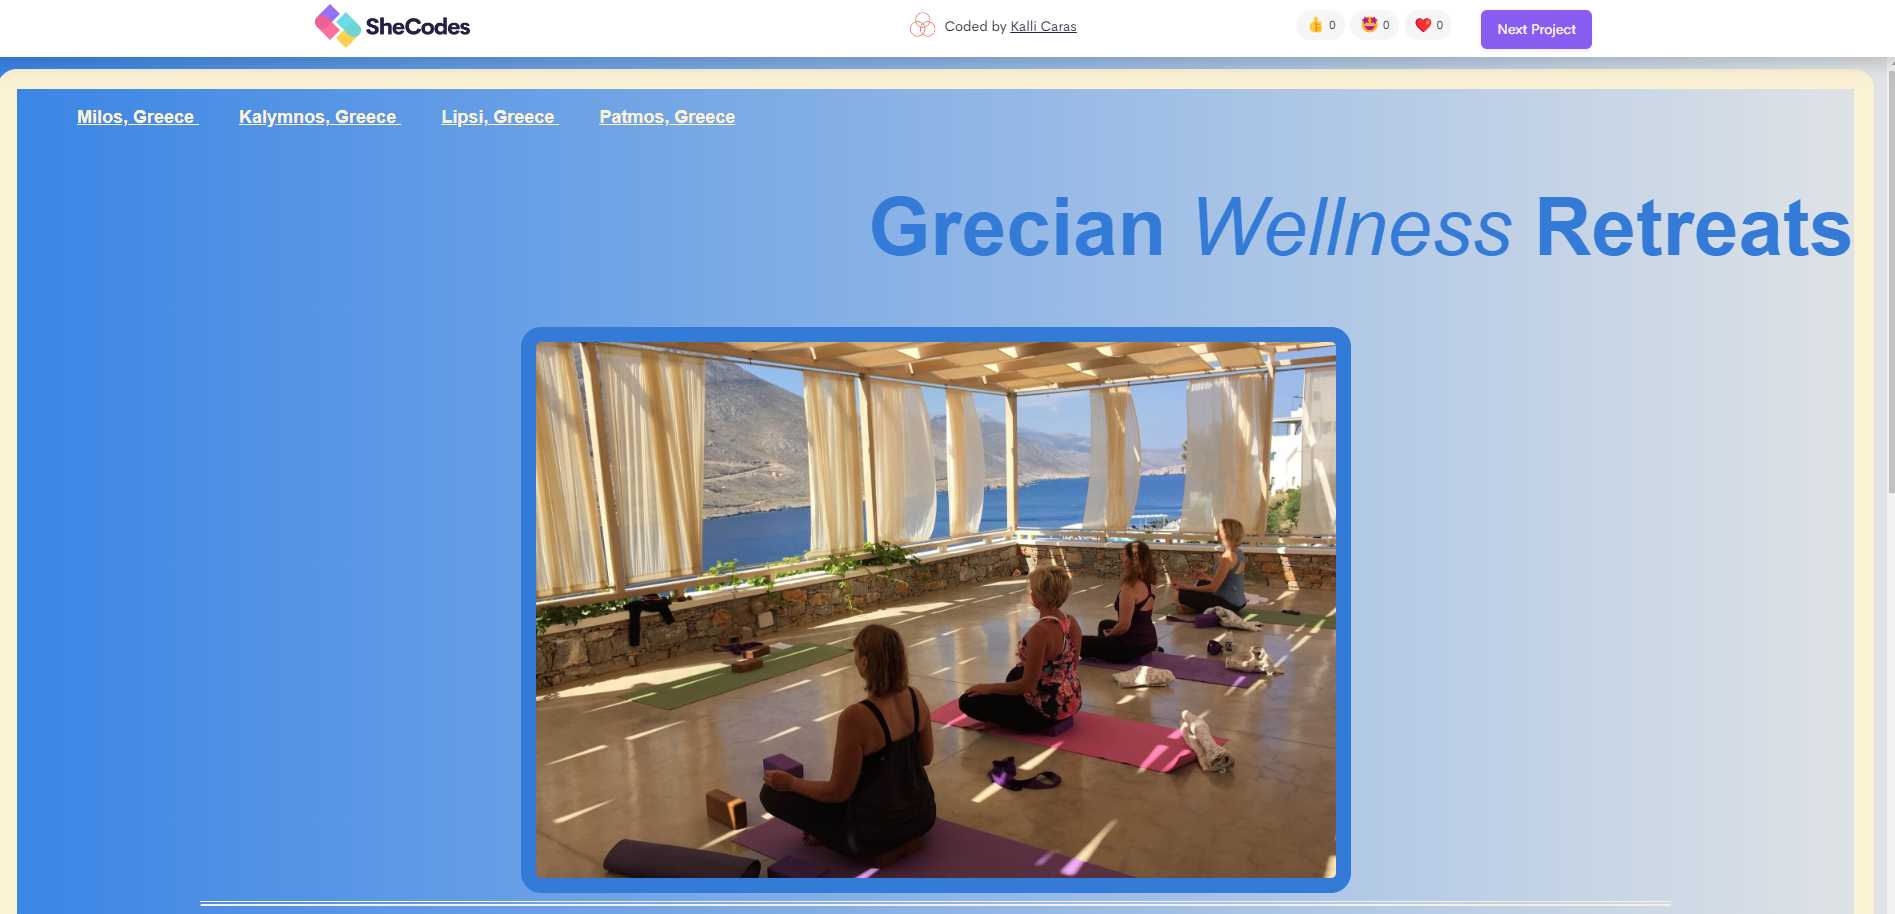 SheCodes
Coded by Kalli Caras
👍 0 🤩 0 ❤️ 0
Next Project
Milos, Greece Kalymnos, Greece Lipsi, Greece Patmos, Greece
Grecian Wellness Retreats